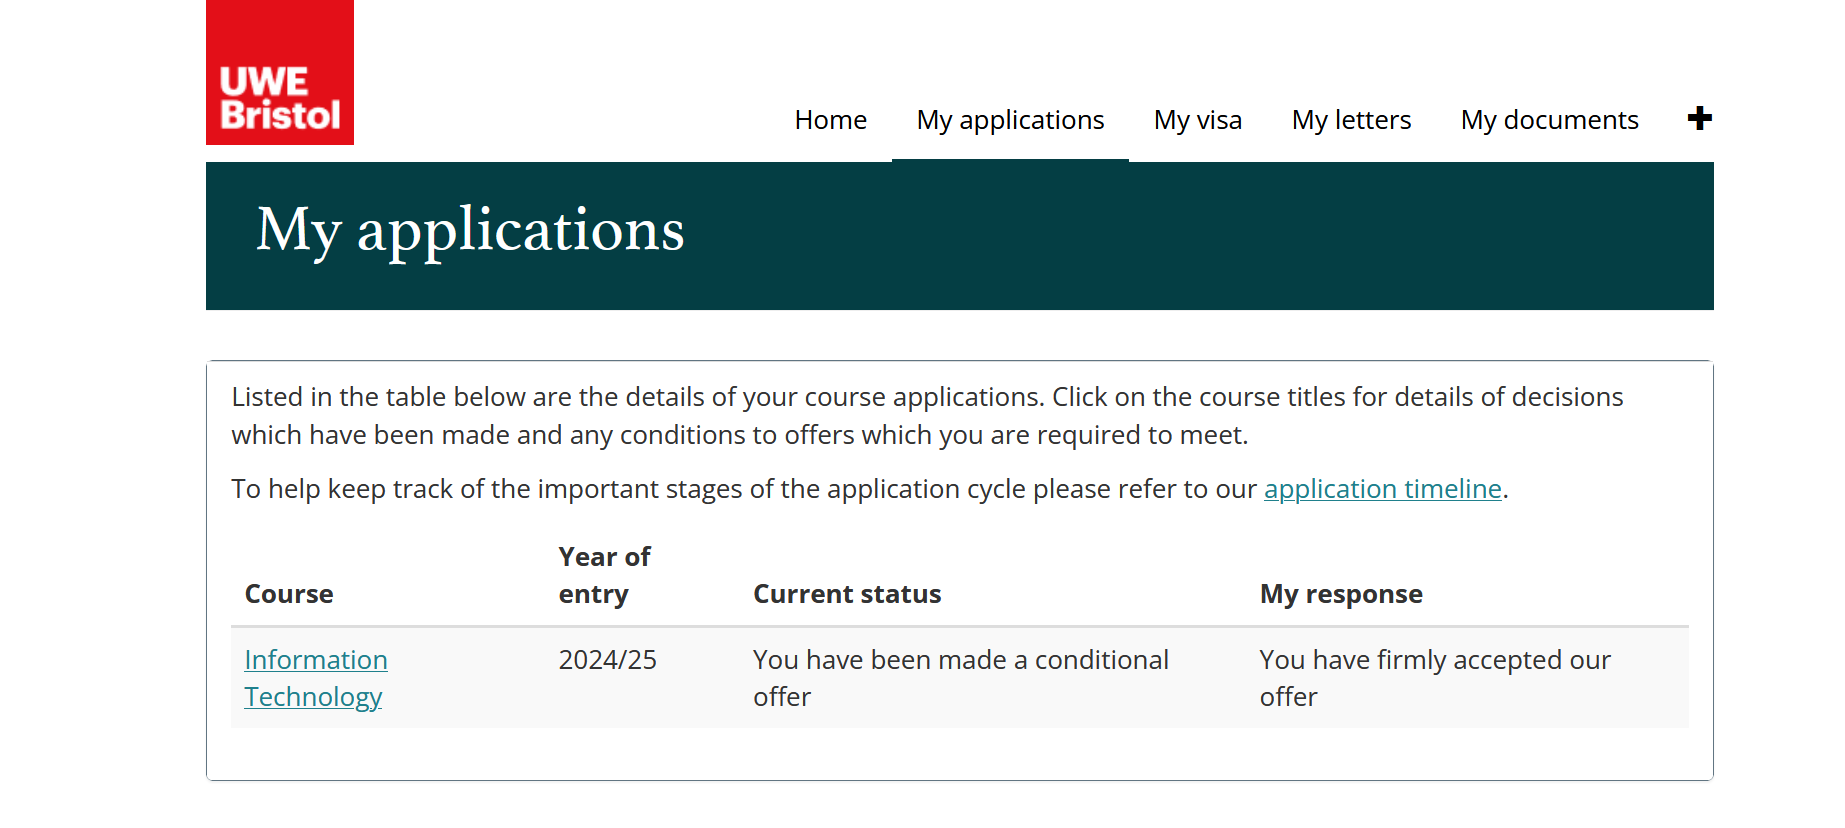 UWE
Bristol
Home My applications My visa My letters My documents
My applications
Listed in the table below are the details of your course applications. Click on the course titles for details of decisions
which have been made and any conditions to offers which you are required to meet.
To help keep track of the important stages of the application cycle please refer to our application timeline.
Course Year of entry Current status My response
Information Technology 2024/25 You have been made a conditional offer You have firmly accepted our offer